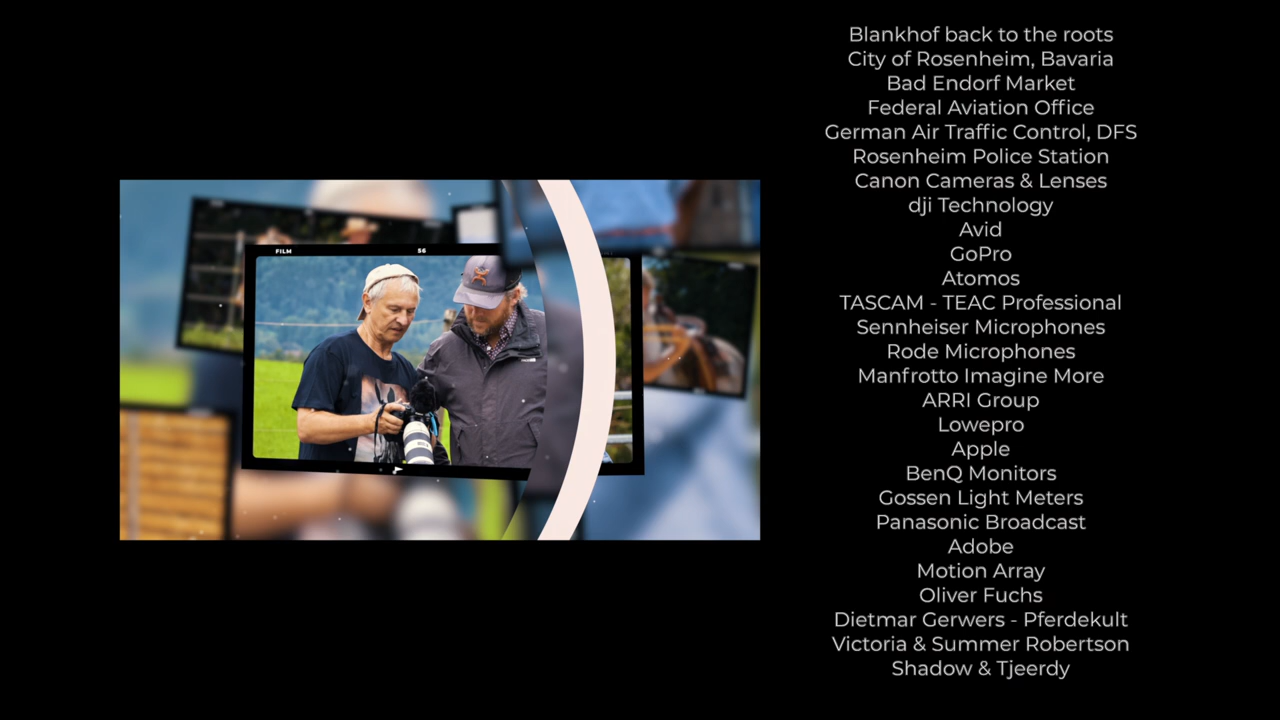 FILM
56
Blankhof back to the roots
City of Rosenheim, Bavaria
Bad Endorf Market
Federal Aviation Office
German Air Traffic Control, DFS
Rosenheim Police Station
Canon Cameras & Lenses
dji Technology
Avid
GoPro
Atomos
TASCAM - TEAC Professional
Sennheiser Microphones
Rode Microphones
Manfrotto Imagine More
ARRI Group
Lowepro
Apple
BenQ Monitors
Gossen Light Meters
Panasonic Broadcast
Adobe
Motion Array
Oliver Fuchs
Dietmar Gerwers - Pferdekult
Victoria & Summer Robertson
Shadow & Tjeerdy